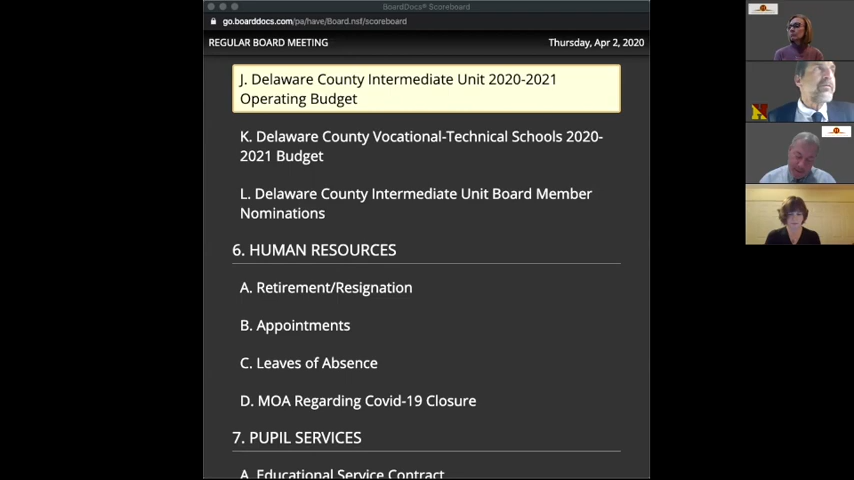 BoardDocs® Scoreboard
go.boarddocs.com/pa/have/Board.nsf/scoreboard
REGULAR BOARD MEETING
Thursday, Apr 2, 2020
J. Delaware County Intermediate Unit 2020-2021
Operating Budget
K. Delaware County Vocational-Technical Schools 2020-
2021 Budget
L. Delaware County Intermediate Unit Board Member
Nominations
6. HUMAN RESOURCES
A. Retirement/Resignation
B. Appointments
C. Leaves of Absence
D. MOA Regarding Covid-19 Closure
7. PUPIL SERVICES
A. Educational Service Contract